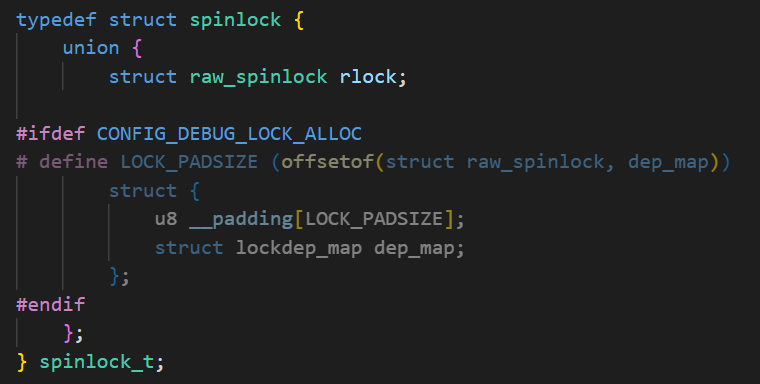 typedef struct spinlock {
    union {
        struct raw_spinlock rlock;

#ifdef CONFIG_DEBUG_LOCK_ALLOC
# define LOCK_PADSIZE (offsetof(struct raw_spinlock, dep_map))
        struct {
            u8 __padding[LOCK_PADSIZE];
            struct lockdep_map dep_map;
        };
#endif
    };
} spinlock_t;